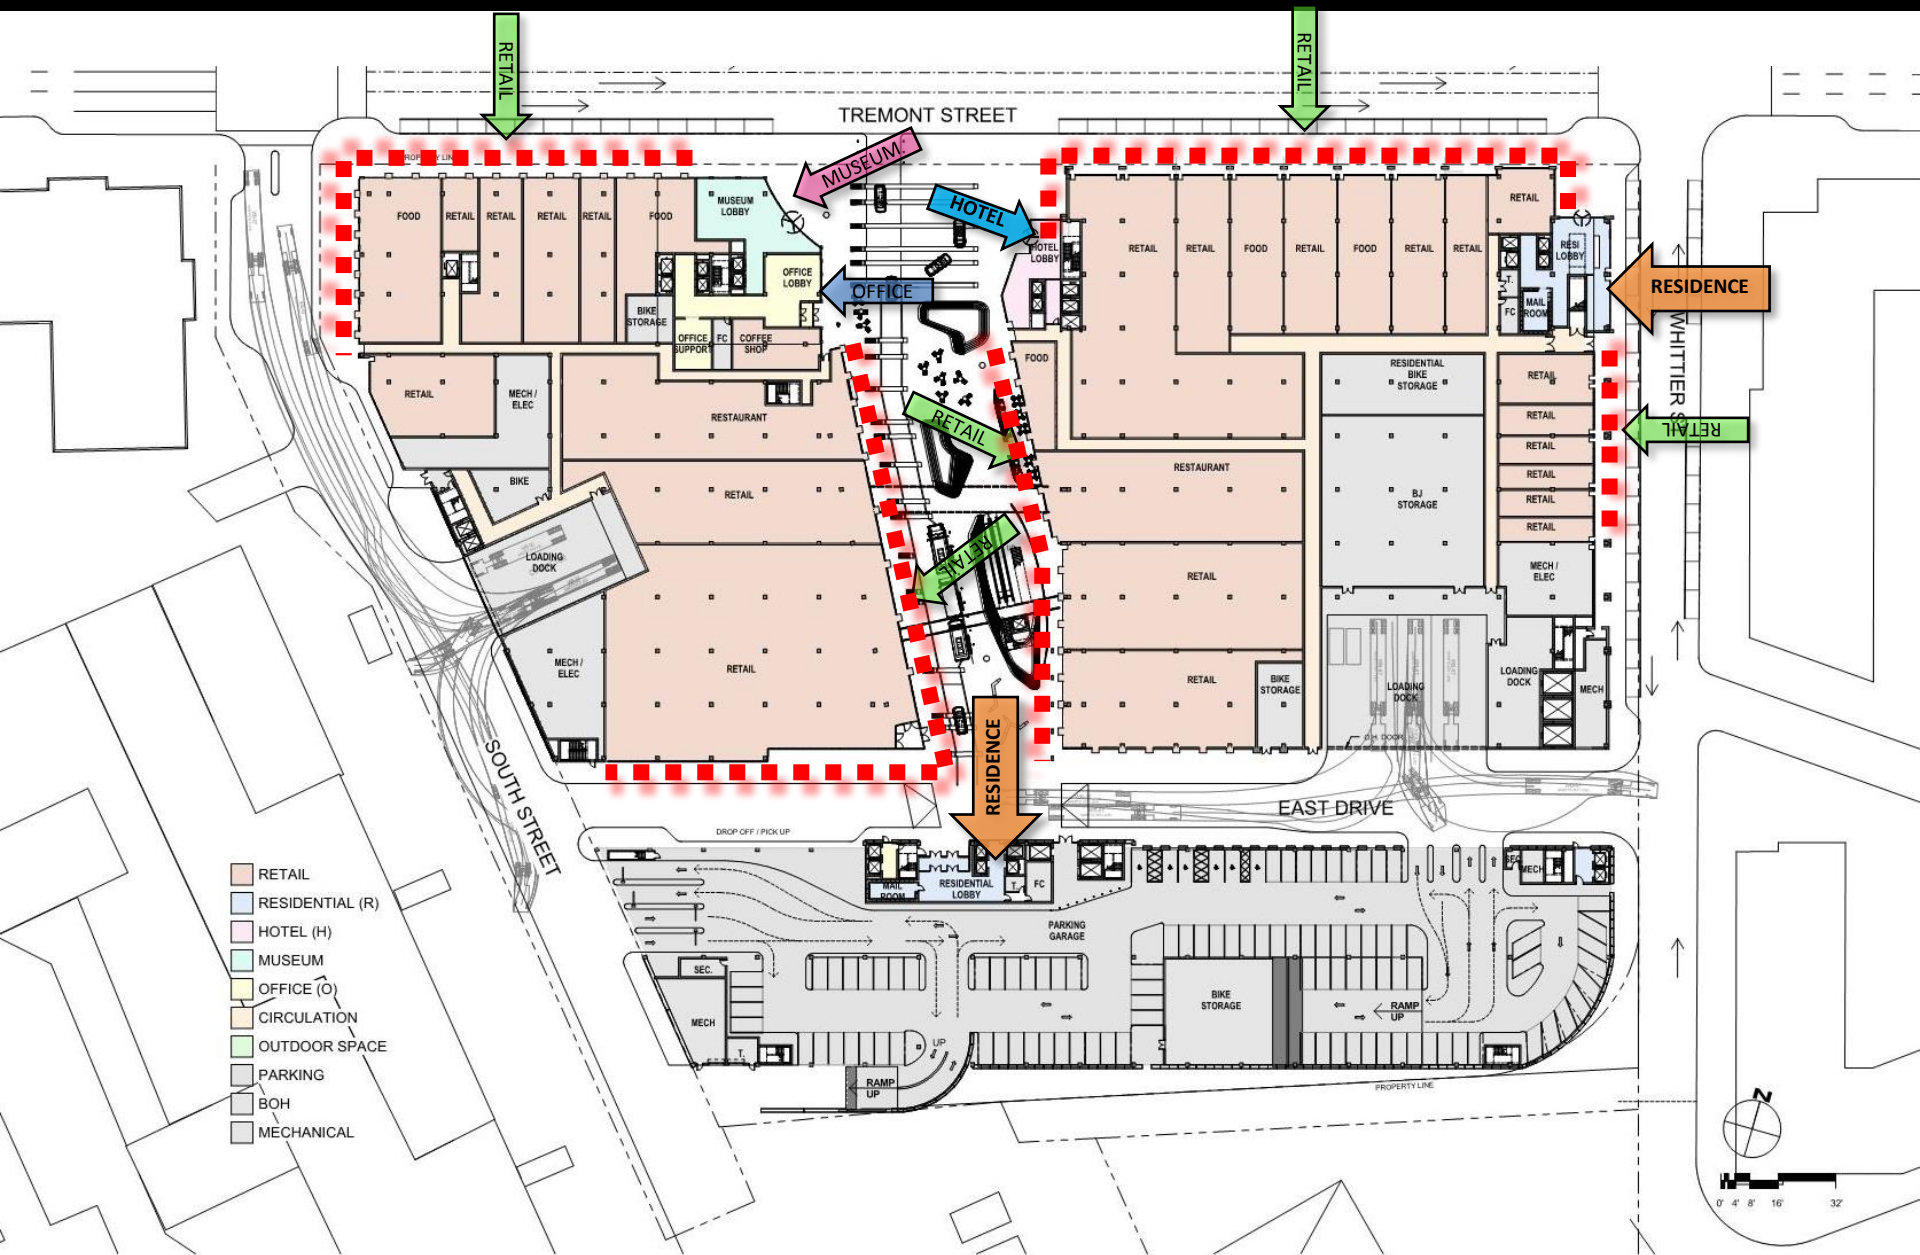 RETAIL
RETAIL
TREMONT STREET
MUSEUM
HOTEL
FOOD
RETAIL
RETAIL
RETAIL
RETAIL
FOOD
MUSEUM
LOBBY
HOTEL
LOBBY
RETAIL
RETAIL
FOOD
RETAIL
FOOD
RETAIL
RETAIL
RETAIL
RESI
LOBBY
OFFICE
LOBBY
OFFICE
RESIDENCE
T.
FC
MAIL
ROOM
BIKE
STORAGE
OFFICE
SUPPORT
FC
COFFEE
SHOP
WHITTIER
FOOD
RESIDENTIAL
BIKE
STORAGE
RETAIL
RETAIL
RETAIL
RETAIL
RETAIL
RETAIL
RETAIL
RETAIL
MECH /
ELEC
RESTAURANT
RETAIL
RESTAURANT
BIKE
RETAIL
BJ
STORAGE
LOADING
DOCK
RETAIL
RETAIL
MECH /
ELEC
MECH /
ELEC
RETAIL
RETAIL
BIKE
STORAGE
LOADING
DOCK
LOADING
DOCK
MECH
O.H. DOOR
SOUTH STREET
RESIDENCE
EAST DRIVE
DROP OFF / PICK UP
MAIL
ROOM
RESIDENTIAL
LOBBY
T.
FC
SEC
MECH
PARKING
GARAGE
SEC.
MECH
T.
UP
RAMP
UP
BIKE
STORAGE
RAMP
UP
PROPERTY LINE
RETAIL
RESIDENTIAL (R)
HOTEL (H)
MUSEUM
OFFICE (O)
CIRCULATION
OUTDOOR SPACE
PARKING
BOH
MECHANICAL
N
0' 4' 8' 16' 32'